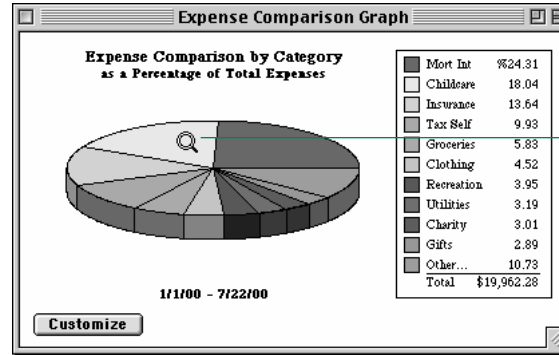 Expense Comparison Graph
Expense Comparison by Category
as a Percentage of Total Expenses
Mort Int %24.31
Childcare 18.04
Insurance 13.64
Tax Self 9.93
Groceries 5.83
Clothing 4.52
Recreation 3.95
Utilities 3.19
Charity 3.01
Gifts 2.89
Other... 10.73
Total $19,962.28
1/1/00 - 7/22/00
Customize